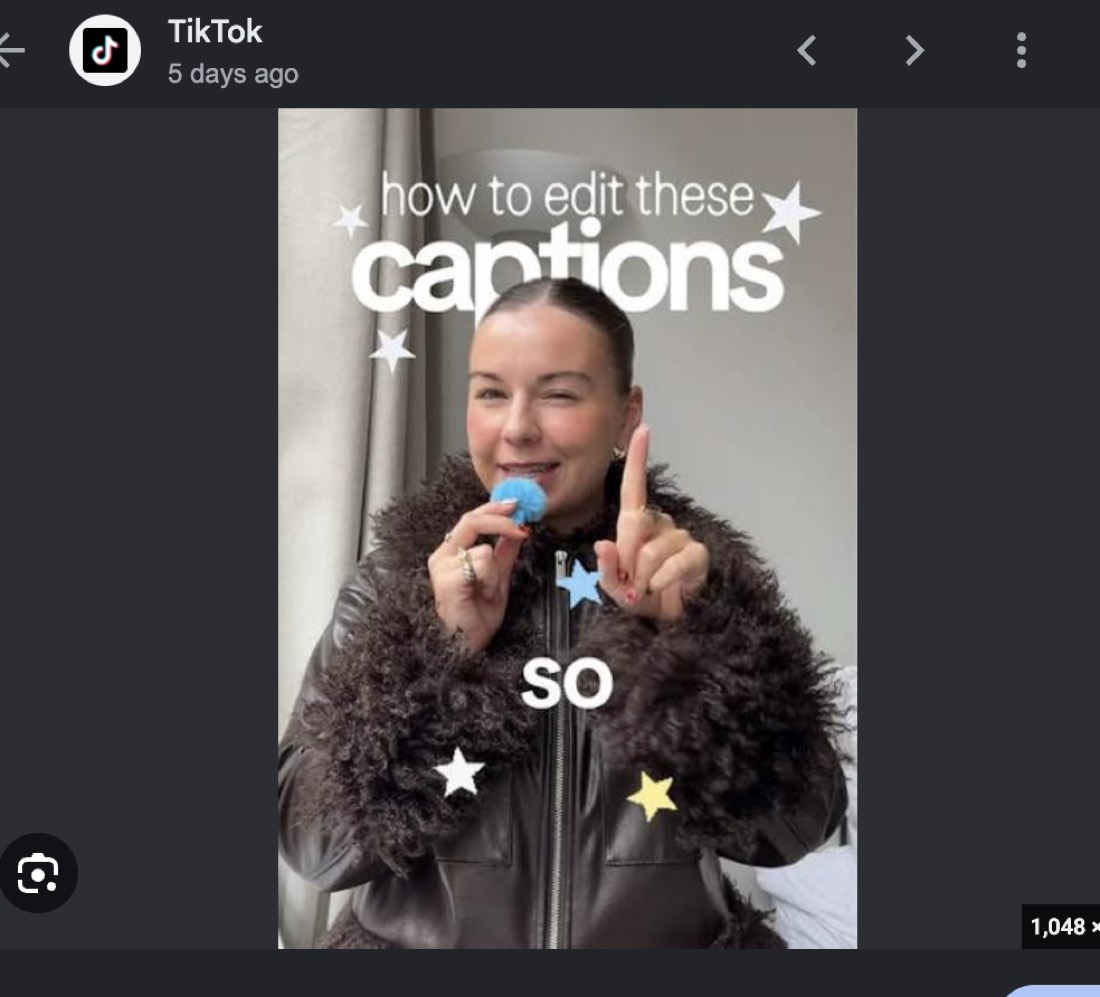 TikTok
5 days ago
how to edit these
captions
so
1,048 ×